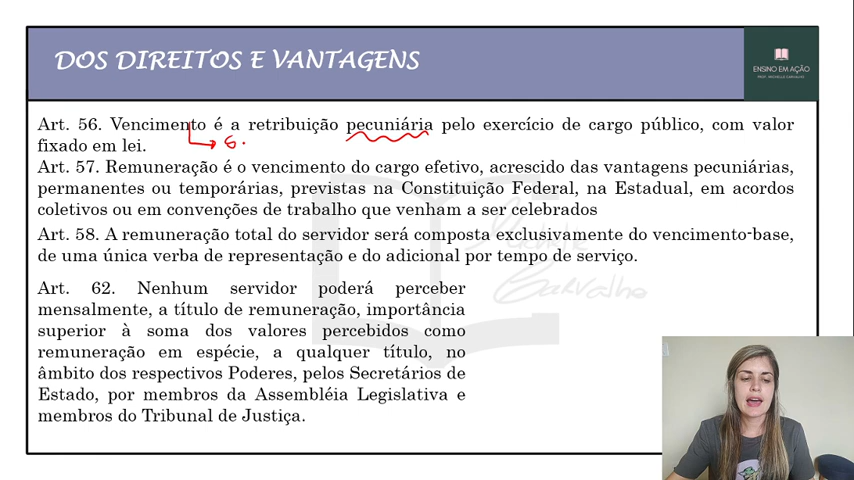 DOS DIREITOS E VANTAGENS
ENSINO EM AÇÃO
PROF. MICHELLE CARVALHO
Art. 56. Vencimento é a retribuição pecuniária pelo exercício de cargo público, com valor
fixado em lei.
Art. 57. Remuneração é o vencimento do cargo efetivo, acrescido das vantagens pecuniárias,
permanentes ou temporárias, previstas na Constituição Federal, na Estadual, em acordos
coletivos ou em convenções de trabalho que venham a ser celebrados
Art. 58. A remuneração total do servidor será composta exclusivamente do vencimento-base,
de uma única verba de representação e do adicional por tempo de serviço.
Carvalho
Art. 62. Nenhum servidor poderá perceber
mensalmente, a título de remuneração, importância
superior à soma dos valores percebidos como
remuneração em espécie, a qualquer título, no
âmbito dos respectivos Poderes, pelos Secretários de
Estado, por membros da Assembléia Legislativa e
membros do Tribunal de Justiça.